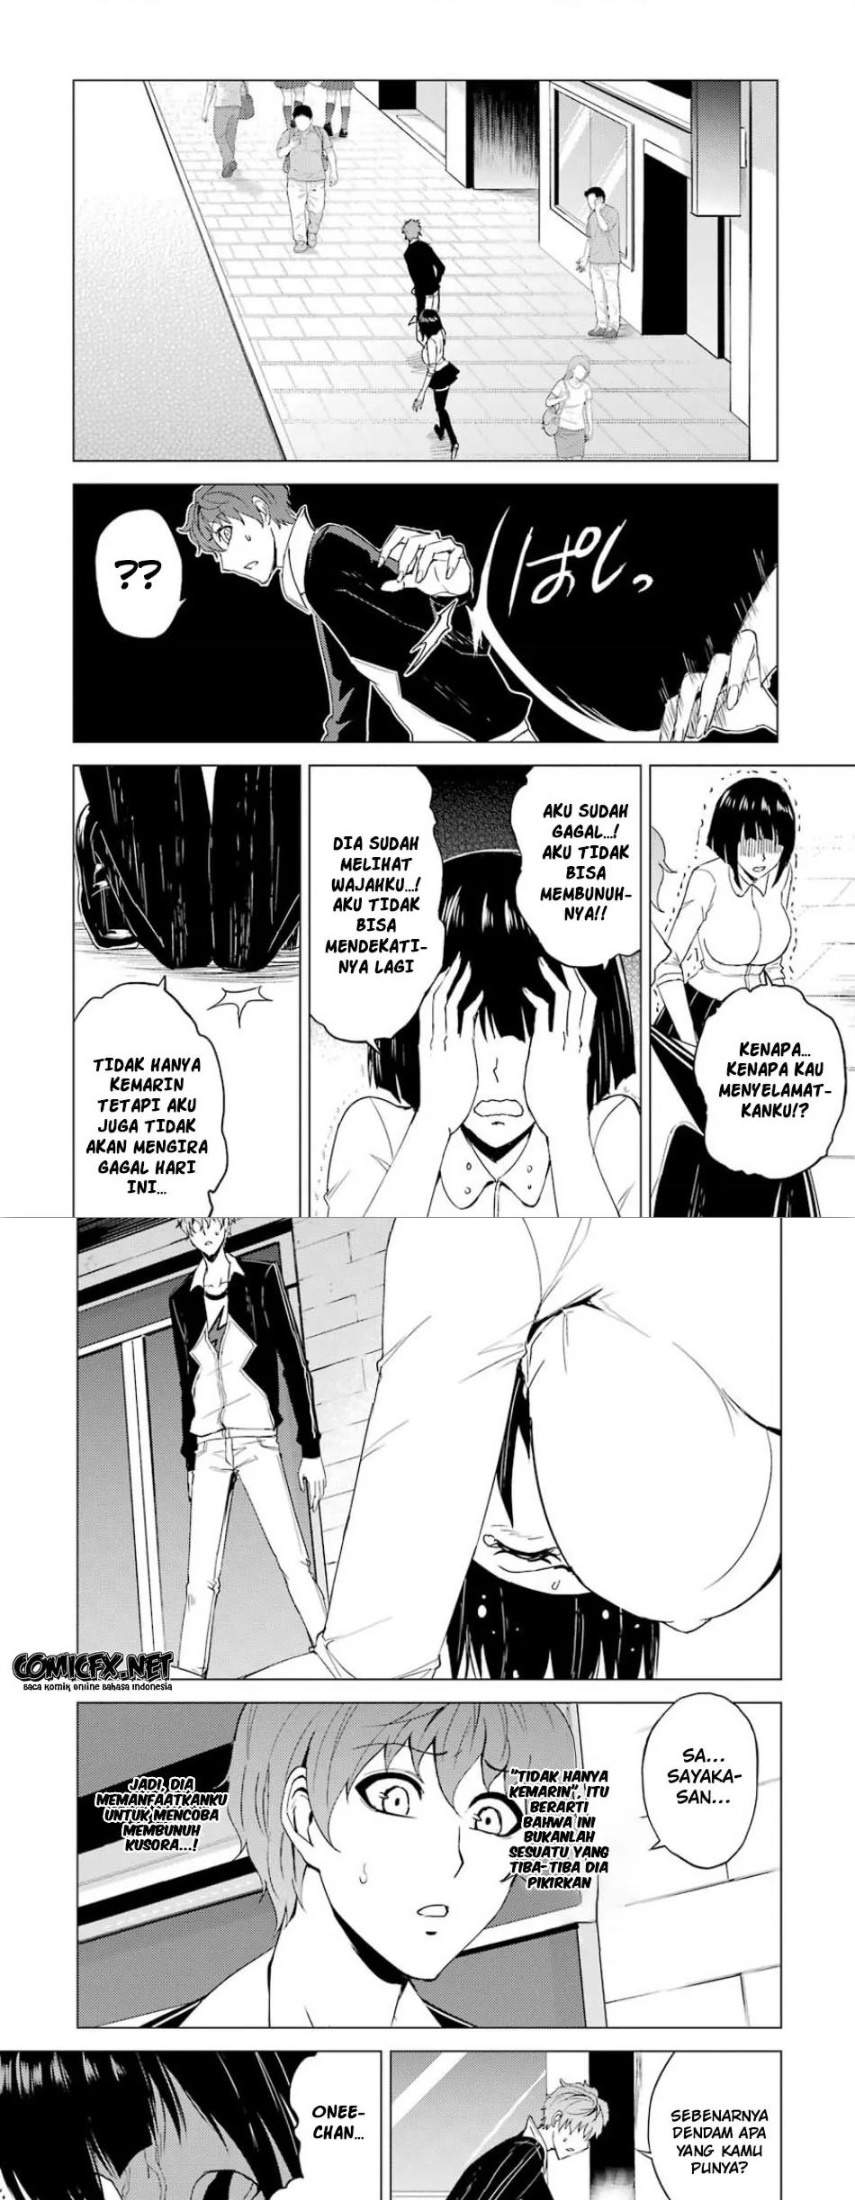 ??
ぱしっ
KENAPA...
KENAPA KAU
MENYELAMAT-
KANKU!?
AKU SUDAH
GAGAL...!
AKU TIDAK
BISA
MEMBUNUH-
NYA!!
DIA SUDAH
MELIHAT
WAJAHKU...!
AKU TIDAK
BISA
MENDEKATI-
NYA LAGI
TIDAK HANYA
KEMARIN
TETAPI AKU
JUGA TIDAK
AKAN MENGIRA
GAGAL HARI
INI...
COMICFX.NET
baca komik online bahasa indonesia
SA...
SAYAKA-
SAN...
"TIDAK HANYA
KEMARIN", ITU
BERARTI
BAHWA INI
BUKANLAH
SESUATU YANG
TIBA-TIBA DIA
PIKIRKAN
JADI, DIA
MEMANFAATKANKU
UNTUK MENCOBA
MEMBUNUH
KUSORA...!
SEBENARNYA
DENDAM APA
YANG KAMU
PUNYA?
ONEE-
CHAN...